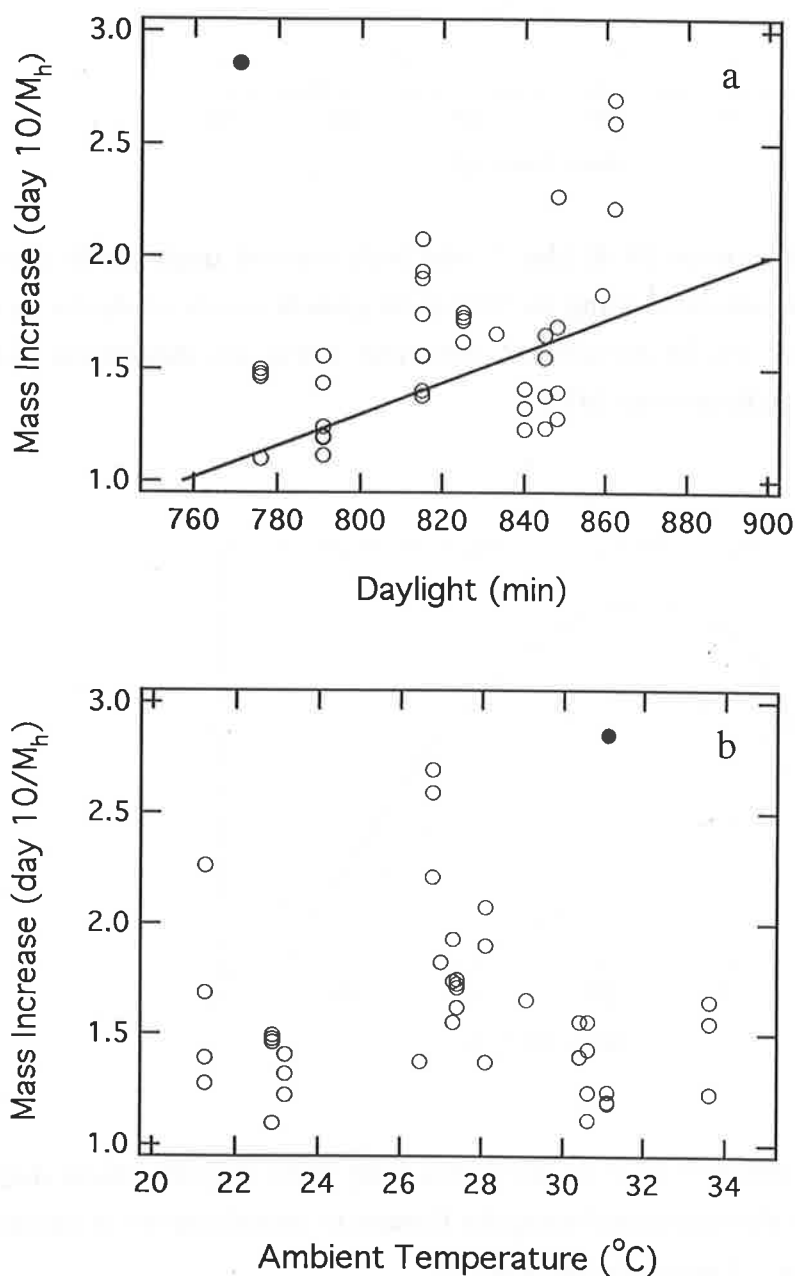 3.0
2.5
2.0
1.5
1.0
Mass Increase (day 10/Mh)
a
760 780 800 820 840 860 880 900
Daylight (min)
3.0
2.5
2.0
1.5
1.0
Mass Increase (day 10/Mh)
b
20 22 24 26 28 30 32 34
Ambient Temperature (°C)